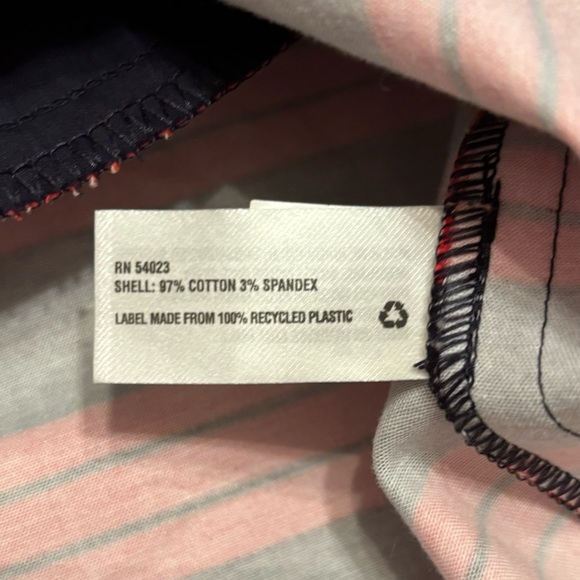 RN 54023
SHELL: 97% COTTON 3% SPANDEX
LABEL MADE FROM 100% RECYCLED PLASTIC